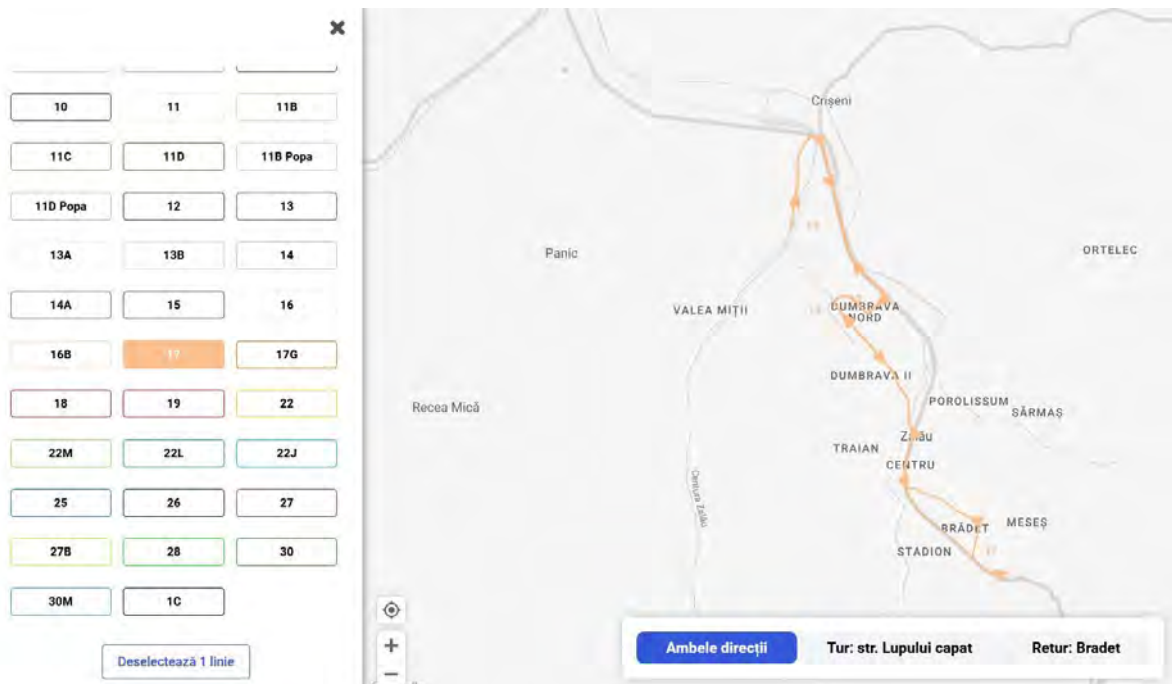 10 11 11B
11C 11D 11B Popa
11D Popa 12 13
13A 13B 14
14A 15 16
16B 17 17G
18 19 22
22M 22L 22J
25 26 27
27B 28 30
30M 1C
Deselectează 1 linie
Crișeni
Panic
ORTELEC
VALEA MIȚII
DUMBRAVA
NORD
DUMBRAVA II
Recea Mică
POROLISSUM
SĂRMAȘ
Zalău
TRAIAN
CENTRU
Centura Zalău
BRĂDET
MESEȘ
STADION
+
−
Ambele direcții Tur: str. Lupului capat Retur: Bradet